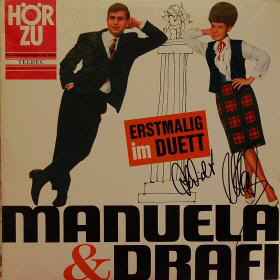 HÖR
ZU
TELDEC
ERSTMALIG
im DUETT
MANUELA
& DRAFI